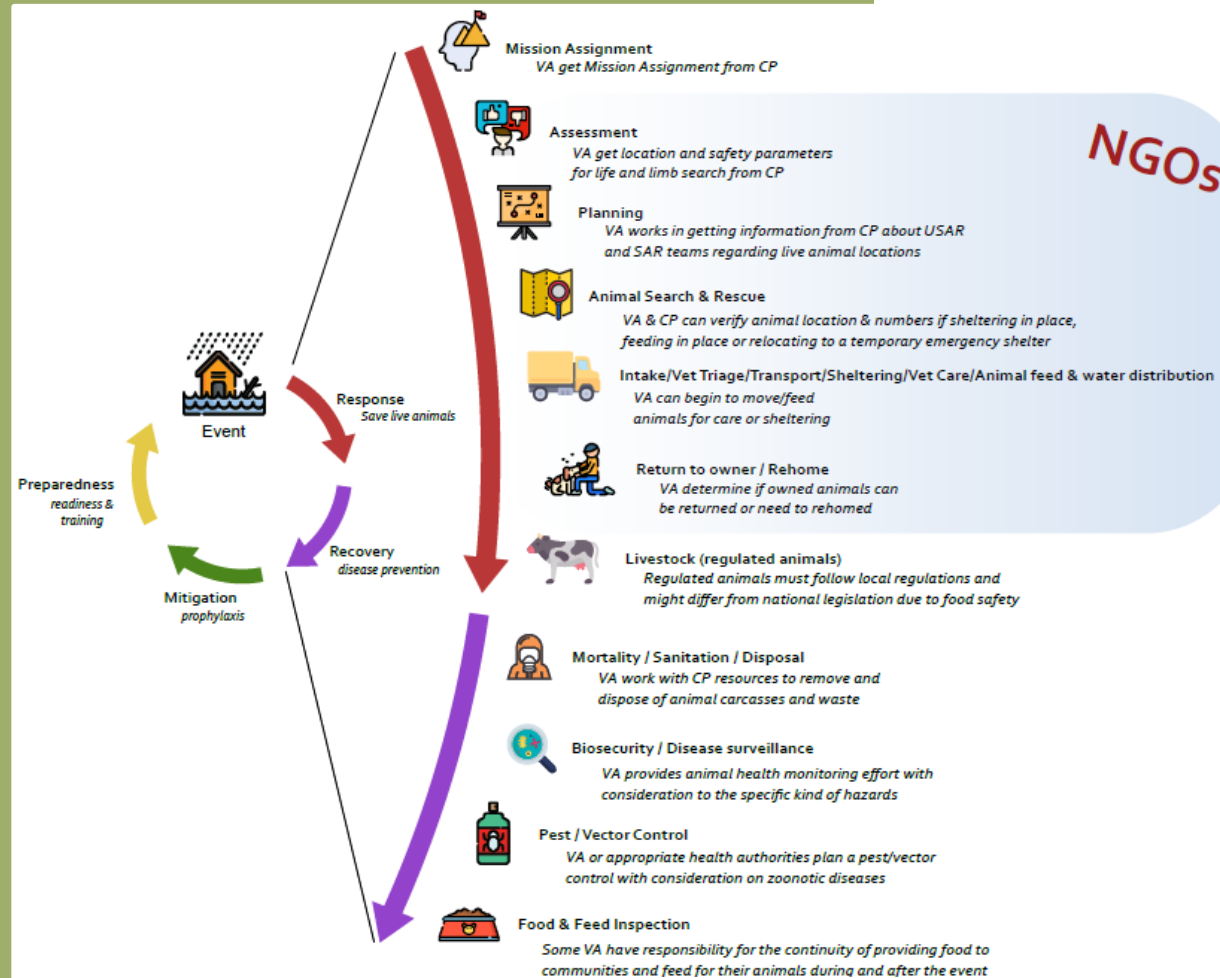 Mission Assignment
VA get Mission Assignment from CP
NGOs
Assessment
VA get location and safety parameters
for life and limb search from CP
Planning
VA works in getting information from CP about USAR
and SAR teams regarding live animal locations
Animal Search & Rescue
VA & CP can verify animal location & numbers if sheltering in place,
feeding in place or relocating to a temporary emergency shelter
Intake/Vet Triage/Transport/Sheltering/Vet Care/Animal feed & water distribution
VA can begin to move/feed
animals for care or sheltering
Return to owner / Rehome
VA determine if owned animals can
be returned or need to rehomed
Livestock (regulated animals)
Regulated animals must follow local regulations and
might differ from national legislation due to food safety
Mortality / Sanitation / Disposal
VA work with CP resources to remove and
dispose of animal carcasses and waste
Biosecurity / Disease surveillance
VA provides animal health monitoring effort with
consideration to the specific kind of hazards
Pest / Vector Control
VA or appropriate health authorities plan a pest/vector
control with consideration on zoonotic diseases
Food & Feed Inspection
Some VA have responsibility for the continuity of providing food to
communities and feed for their animals during and after the event
Event
Response
Save live animals
Recovery
disease prevention
Mitigation
prophylaxis
Preparedness
readiness &
training